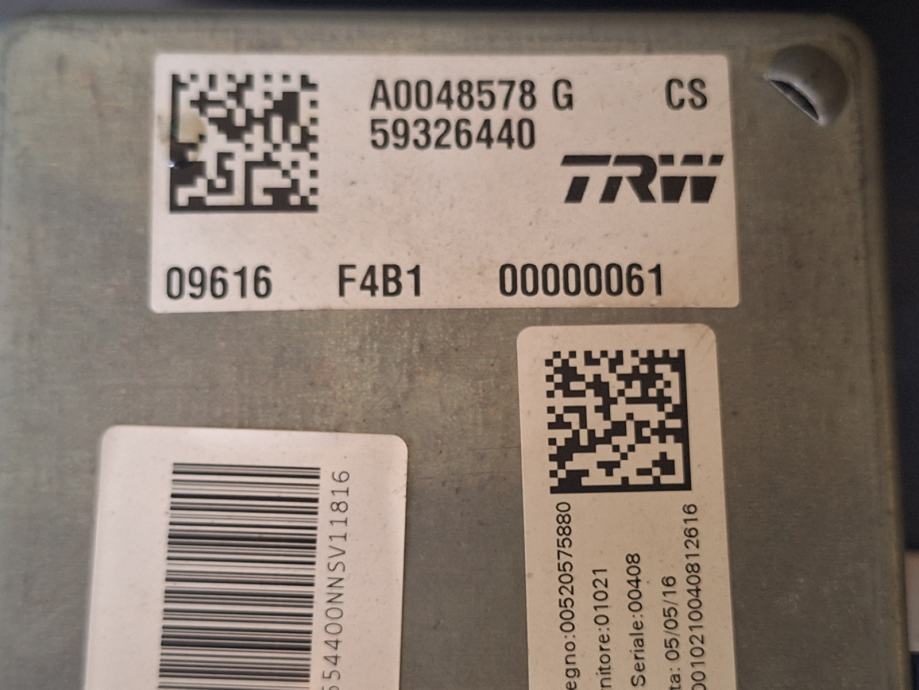 A0048578 G CS
59326440
TRW
09616 F4B1 00000061
554400NNSV11816
egno:00520575880
nitore:01021
Seriale:00408
ta: 05/05/16
0010210040812616